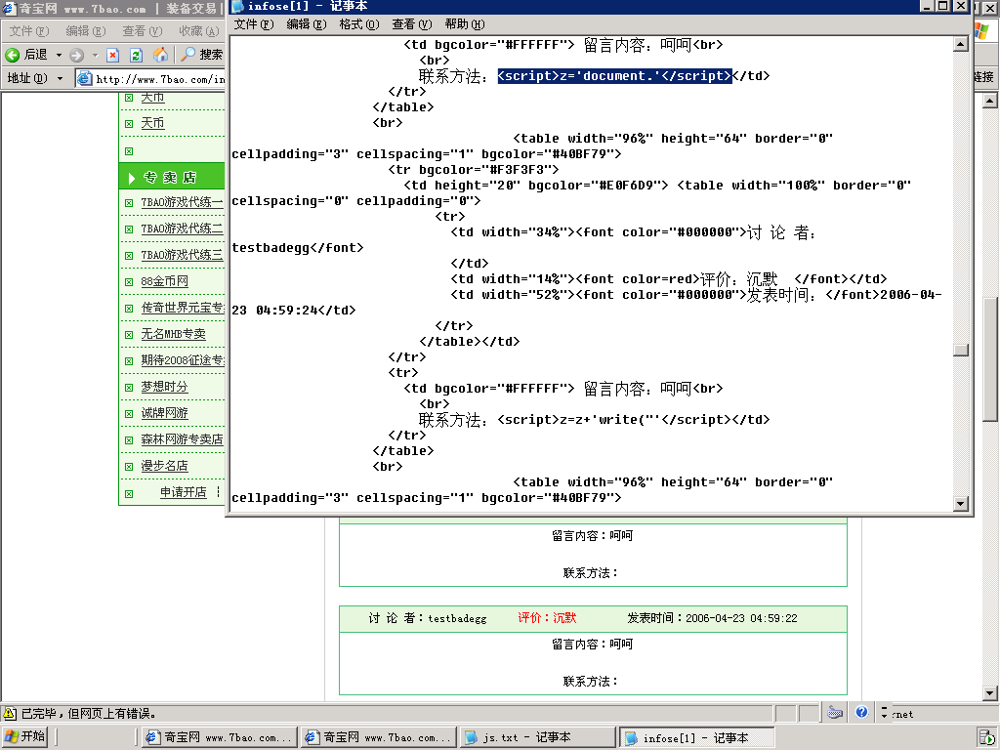 奇宝网 www.7bao.com | 装备交易|
infose[1] - 记事本
文件(F) 编辑(E) 查看(V) 收藏(A)
文件(F) 编辑(E) 格式(O) 查看(V) 帮助(H)
后退 搜索
地址(D) http://www.7bao.com/in
链接
天币
天币
专 卖 店
7BAO游戏代练一
7BAO游戏代练二
7BAO游戏代练三
88金币网
传奇世界元宝专
无名MHB专卖
期待2008征途专
梦想时分
诚牌网游
森林网游专卖店
漫步名店
申请开店
<td bgcolor="#FFFFFF"> 留言内容：呵呵<br>
<br>
联系方法：<script>z='document.'</script></td>
</tr>
</table>
<br>
<table width="96%" height="64" border="0"
cellpadding="3" cellspacing="1" bgcolor="#40BF79">
<tr bgcolor="#F3F3F3">
<td height="20" bgcolor="#E0F6D9"> <table width="100%" border="0"
cellspacing="0" cellpadding="0">
<tr>
<td width="34%"><font color="#000000">讨 论 者：
testbadegg</font>
</td>
<td width="14%"><font color=red>评价：沉默 </font></td>
<td width="52%"><font color="#000000">发表时间：</font>2006-04-
23 04:59:24</td>
</tr>
</table></td>
</tr>
<tr>
<td bgcolor="#FFFFFF"> 留言内容：呵呵<br>
<br>
联系方法：<script>z=z+'write("'</script></td>
</tr>
</table>
<br>
<table width="96%" height="64" border="0"
cellpadding="3" cellspacing="1" bgcolor="#40BF79">
留言内容：呵呵
联系方法：
讨 论 者：testbadegg 评价：沉默 发表时间：2006-04-23 04:59:22
留言内容：呵呵
联系方法：
已完毕，但网页上有错误。
rnet
开始 奇宝网 www.7bao.com... 奇宝网 www.7bao.com... js.txt - 记事本 infose[1] - 记事本